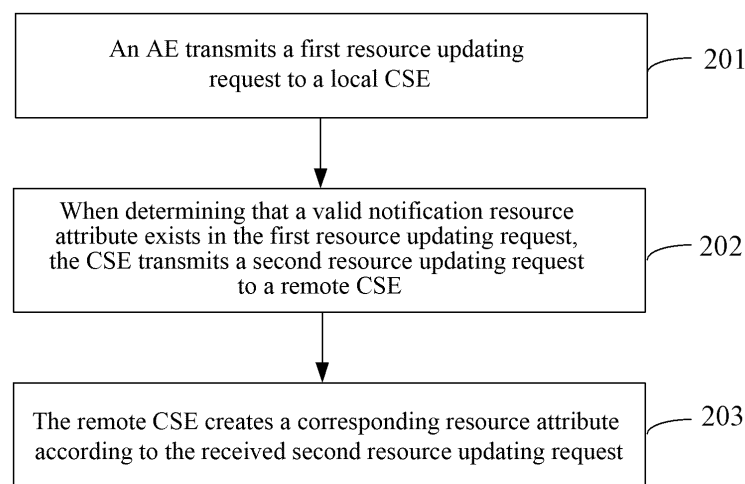 An AE transmits a first resource updating
request to a local CSE
201
When determining that a valid notification resource
attribute exists in the first resource updating request,
the CSE transmits a second resource updating request
to a remote CSE
202
The remote CSE creates a corresponding resource attribute
according to the received second resource updating request
203